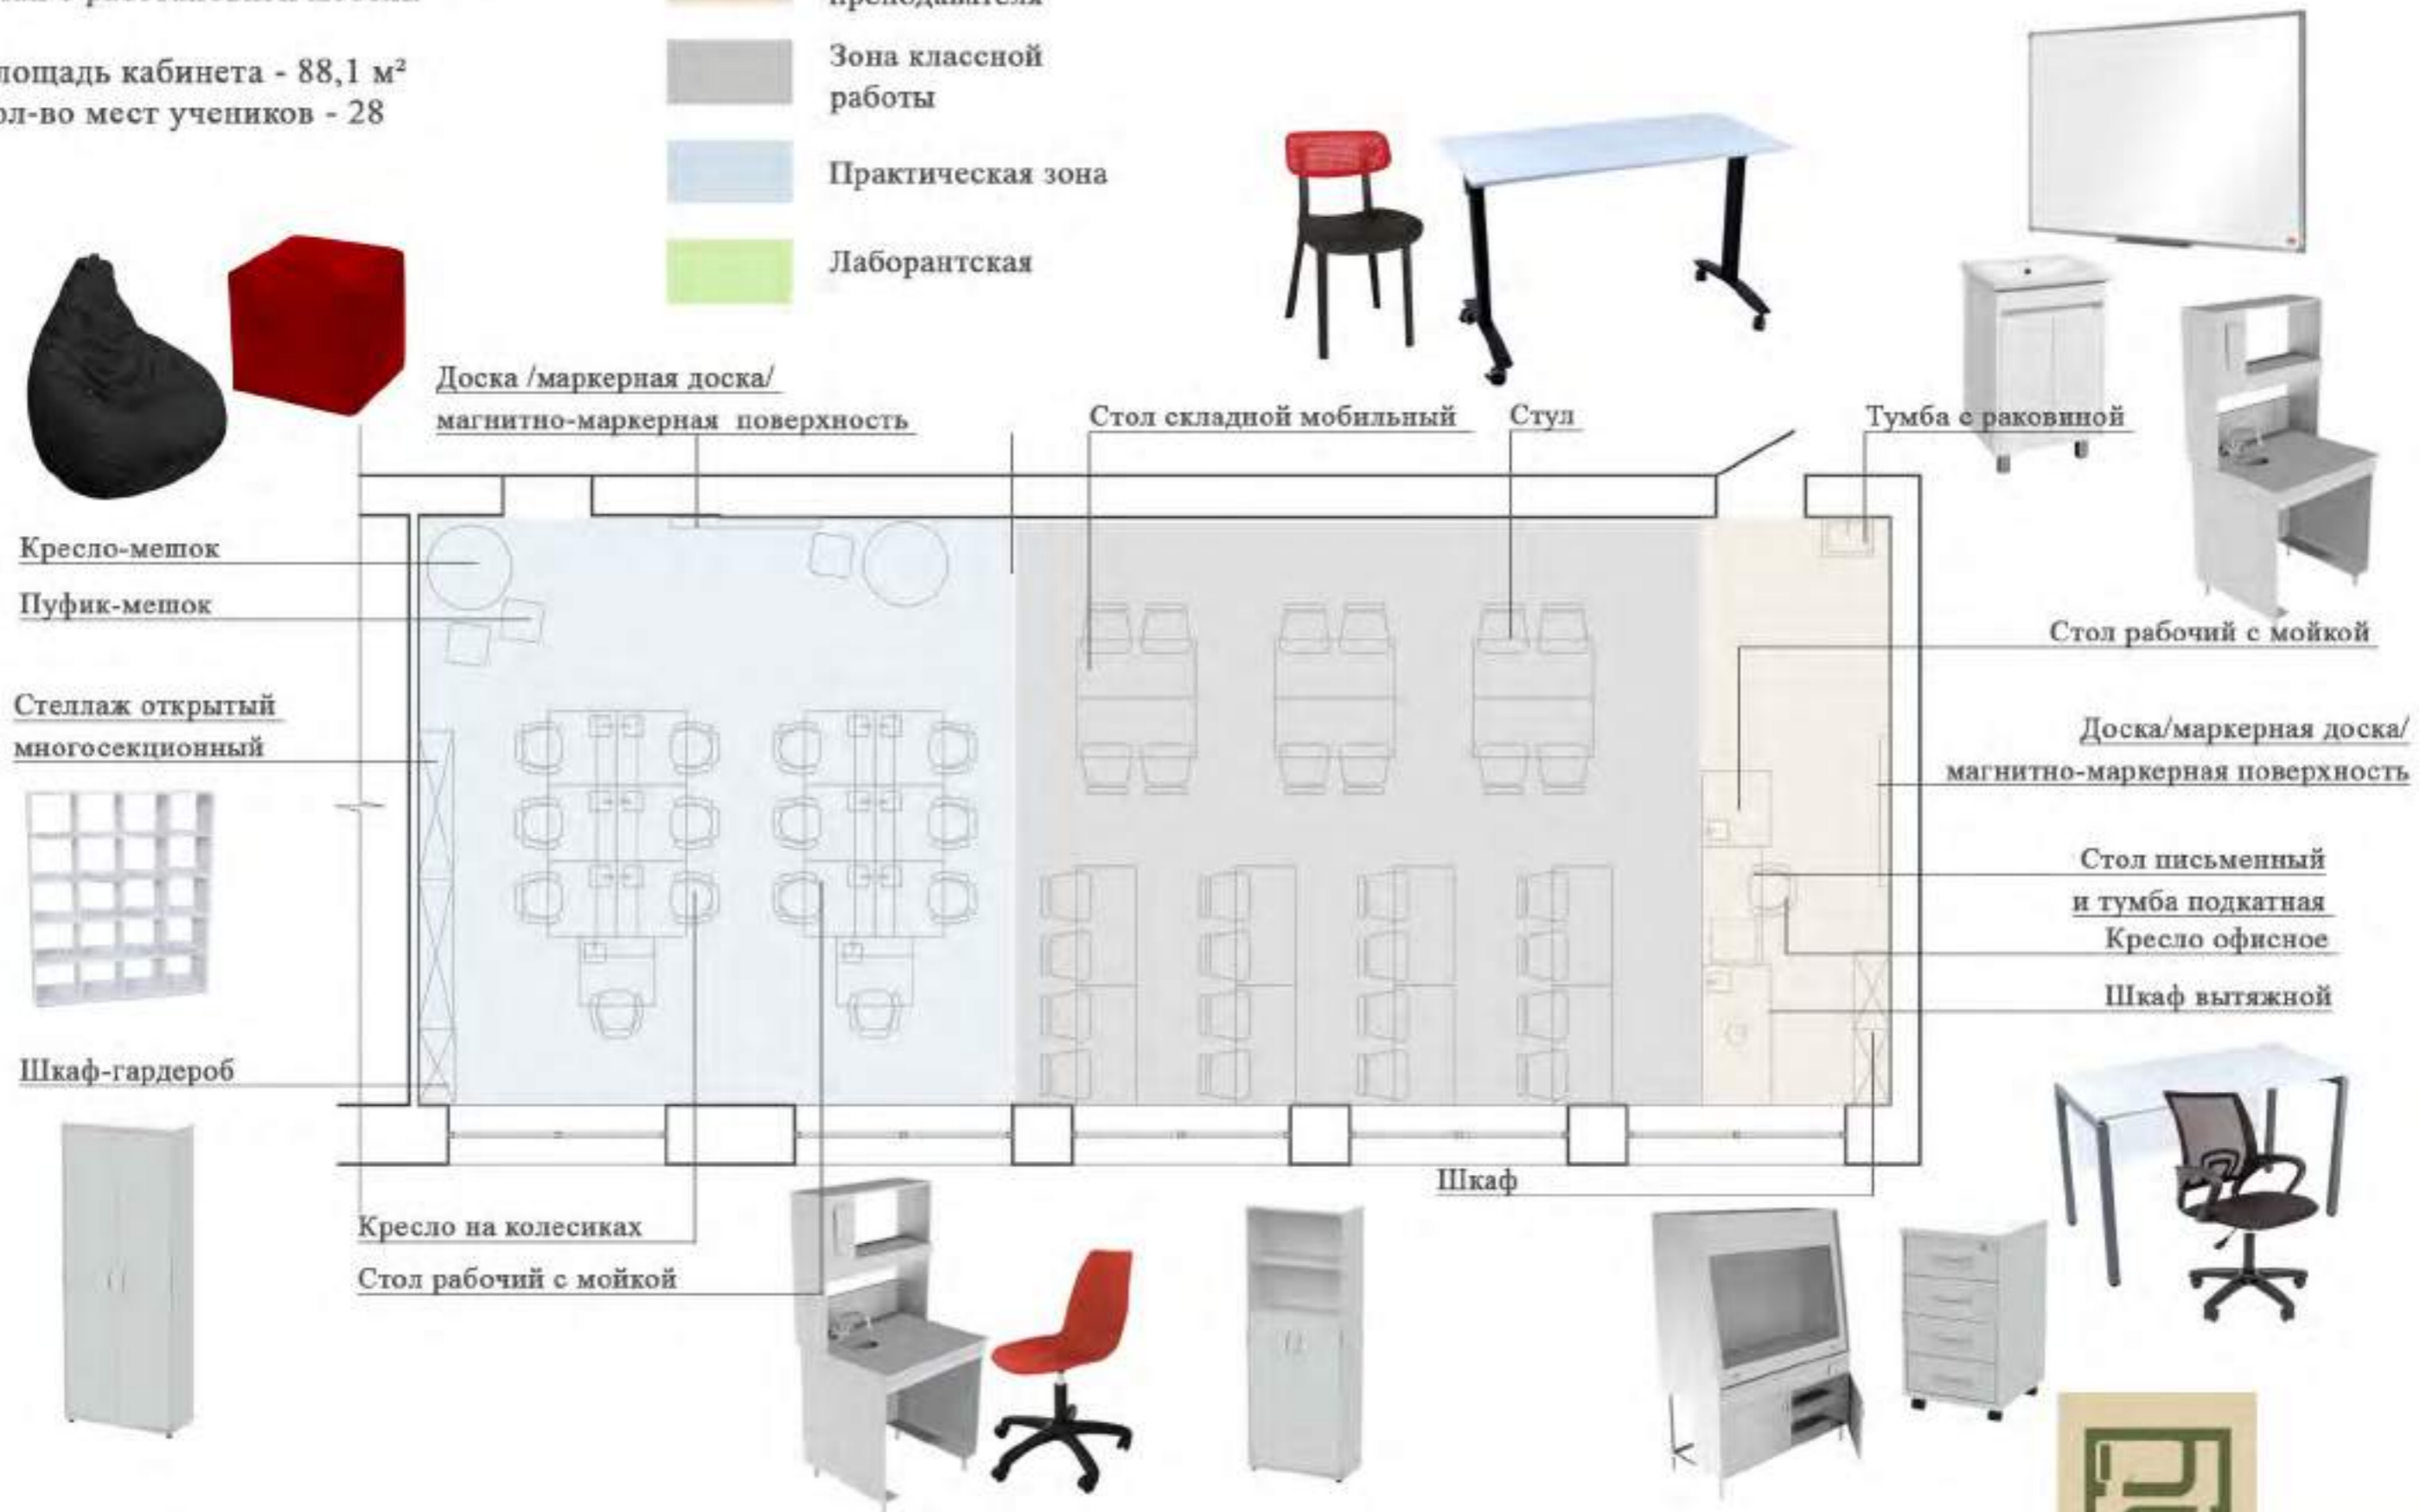 площадь кабинета - 88,1 м²
кол-во мест учеников - 28
преподавателя
Зона классной
работы
Практическая зона
Лаборантская
Доска /маркерная доска/
магнитно-маркерная поверхность
Стол складной мобильный
Стул
Тумба с раковиной
Кресло-мешок
Пуфик-мешок
Стеллаж открытый
многосекционный
Шкаф-гардероб
Стол рабочий с мойкой
Доска/маркерная доска/
магнитно-маркерная поверхность
Стол письменный
и тумба подкатная
Кресло офисное
Шкаф вытяжной
Шкаф
Кресло на колесиках
Стол рабочий с мойкой